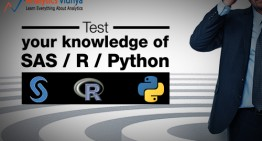 Learn Everything About Analytics
Test
your knowledge of
SAS / R / Python
R